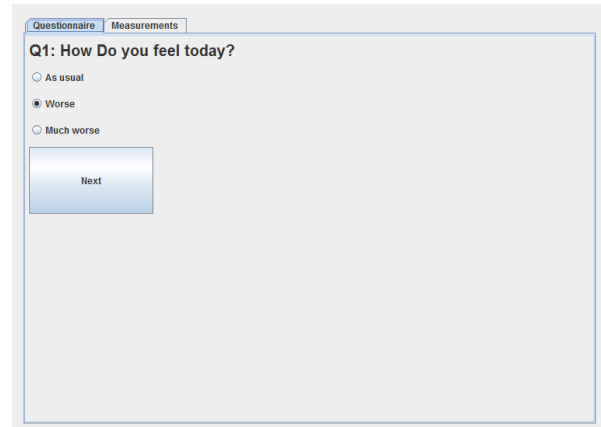 Questionnaire Measurements
Q1: How Do you feel today?
As usual
Worse
Much worse
Next